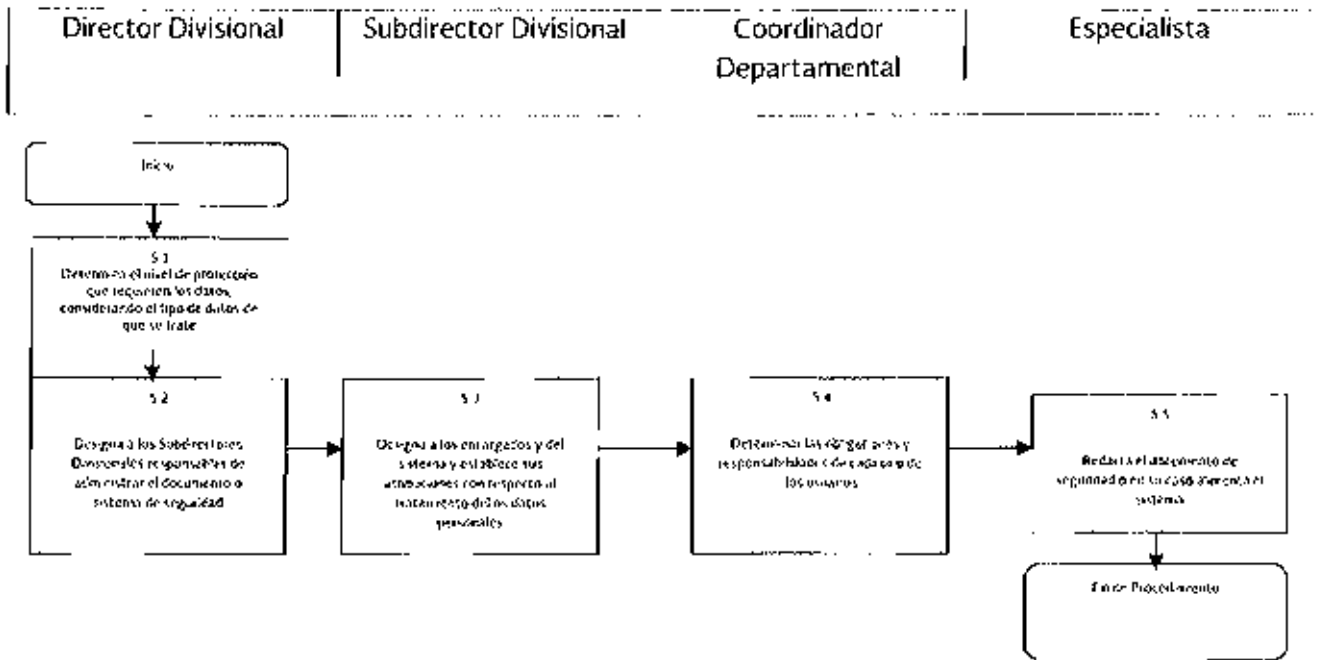 Director Divisional
Subdirector Divisional
Coordinador
Departamental
Especialista
Inicio
5.1
Determina el nivel de protección
que requieren los datos,
considerando el tipo de datos de
que se trate
5.2
Designa a los Subdirectores
Divisionales responsables de
administrar el documento o
sistema de seguridad
5.3
Designa a los encargados y del
sistema y establece sus
atribuciones con respecto al
tratamiento de los datos
personales
5.4
Determinar las obligaciones y
responsabilidades de cada uno de
los usuarios
5.5
Redacta el documento de
seguridad o en su caso alimenta el
sistema
Fin de Procedimiento